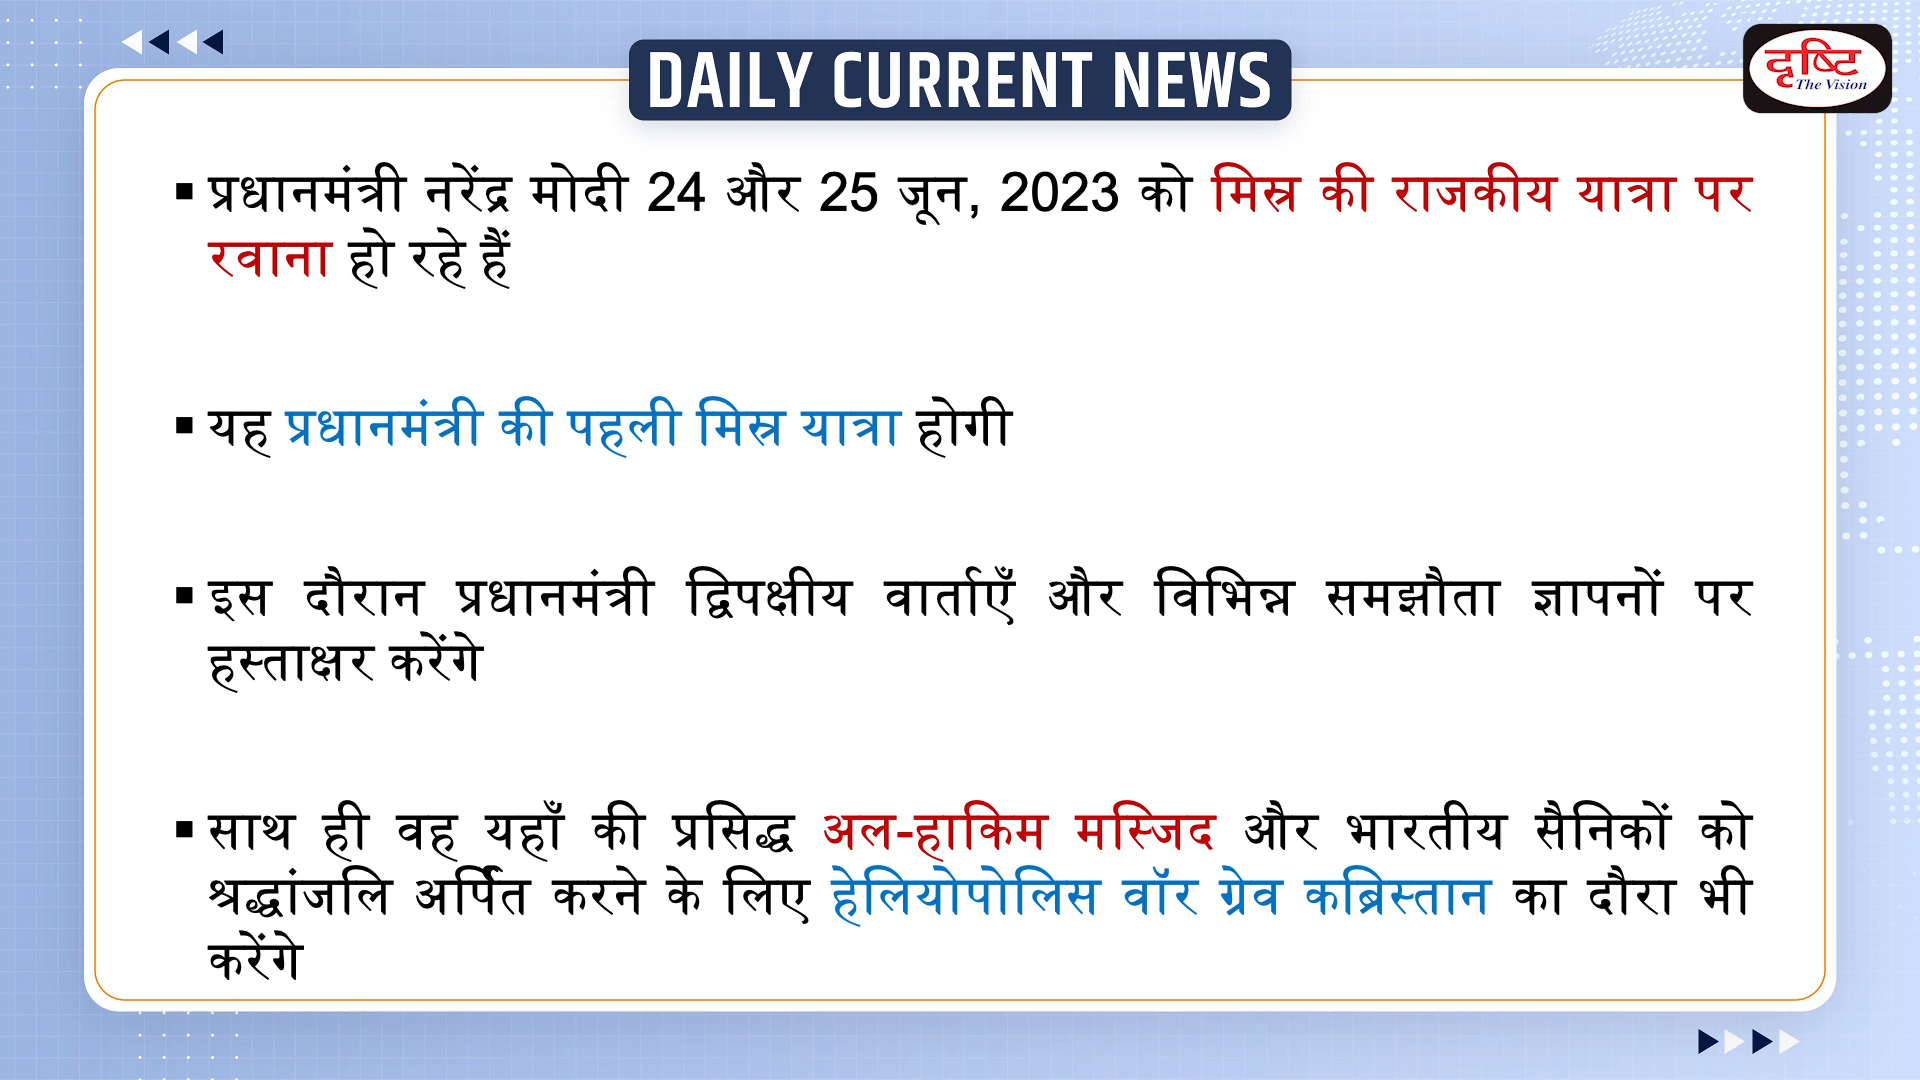 DAILY CURRENT NEWS
दृष्टि
The Vision
▪ प्रधानमंत्री नरेंद्र मोदी 24 और 25 जून, 2023 को मिस्र की राजकीय यात्रा पर
रवाना हो रहे हैं
▪ यह प्रधानमंत्री की पहली मिस्र यात्रा होगी
▪ इस दौरान प्रधानमंत्री द्विपक्षीय वार्ताएँ और विभिन्न समझौता ज्ञापनों पर
हस्ताक्षर करेंगे
▪ साथ ही वह यहाँ की प्रसिद्ध अल-हाकिम मस्जिद और भारतीय सैनिकों को
श्रद्धांजलि अर्पित करने के लिए हेलियोपोलिस वॉर ग्रेव कब्रिस्तान का दौरा भी
करेंगे